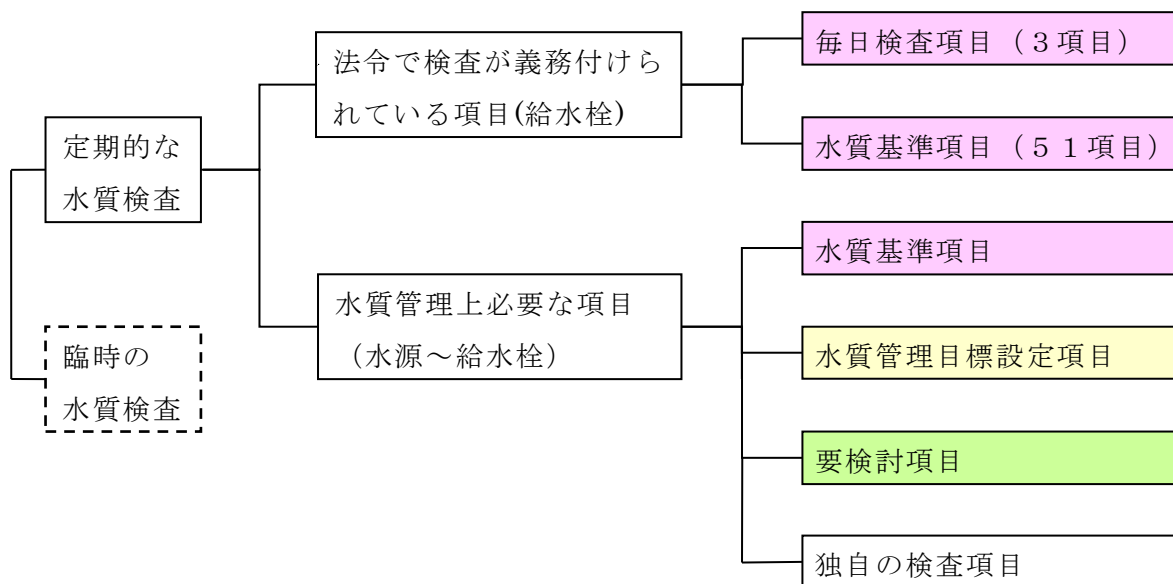 定期的な
水質検査
臨時の
水質検査
法令で検査が義務付けら
れている項目(給水栓)
水質管理上必要な項目
（水源～給水栓）
毎日検査項目（３項目）
水質基準項目（５１項目）
水質基準項目
水質管理目標設定項目
要検討項目
独自の検査項目